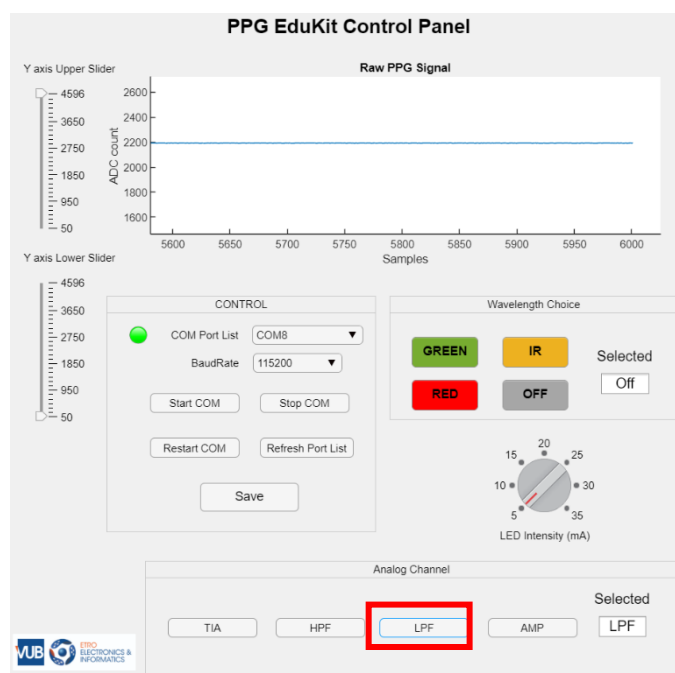 PPG EduKit Control Panel
Y axis Upper Slider
4596
3650
2750
1850
950
50
Raw PPG Signal
ADC count
2600
2400
2200
2000
1800
1600
5600 5650 5700 5750 5800 5850 5900 5950 6000
Samples
Y axis Lower Slider
4596
3650
2750
1850
950
50
CONTROL
COM Port List COM8
BaudRate 115200
Start COM Stop COM
Restart COM Refresh Port List
Save
Wavelength Choice
GREEN IR
RED OFF
Selected
Off
5 10 15 20 25 30 35
LED Intensity (mA)
Analog Channel
TIA HPF LPF AMP
Selected
LPF
VUB
ETRO
ELECTRONICS &
INFORMATICS